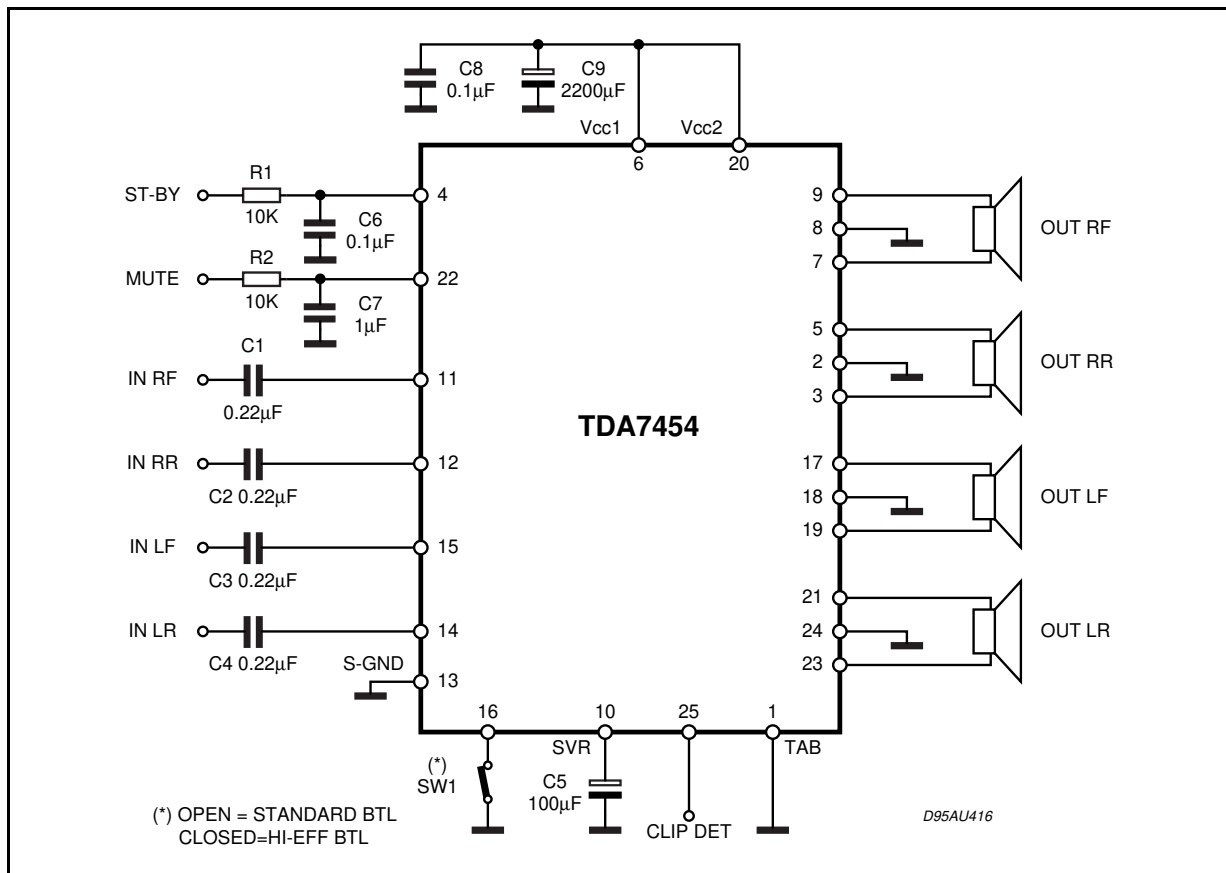 C8
0.1µF
C9
2200µF
Vcc1
Vcc2
6
20
ST-BY
R1
10K
4
C6
0.1µF
MUTE
R2
10K
22
C7
1µF
IN RF
C1
0.22µF
11
IN RR
C2 0.22µF
12
IN LF
C3 0.22µF
15
IN LR
C4 0.22µF
14
S-GND
13
TDA7454
9
8
7
OUT RF
5
2
3
OUT RR
17
18
19
OUT LF
21
24
23
OUT LR
16
10
25
1
SVR
TAB
(*)
SW1
C5
100µF
CLIP DET
(*) OPEN = STANDARD BTL
CLOSED=HI-EFF BTL
D95AU416